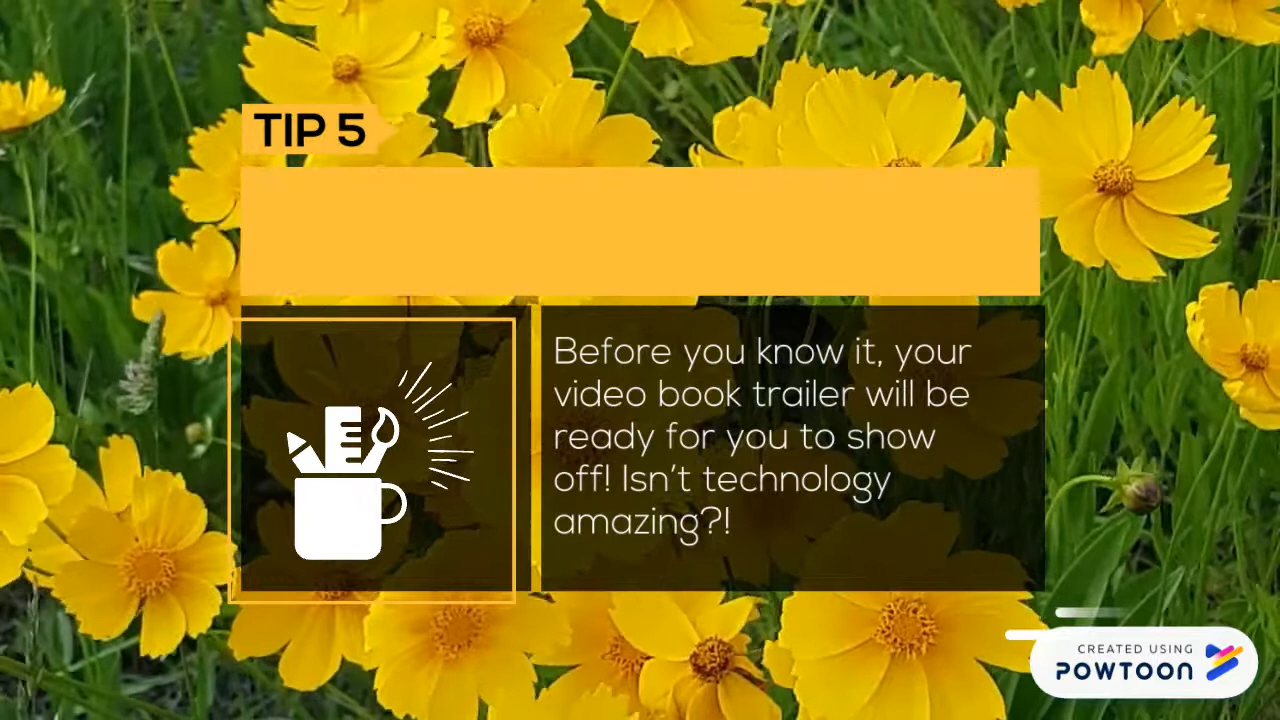 TIP 5
Before you know it, your
video book trailer will be
ready for you to show
off! Isn't technology
amazing?!
CREATED USING
POWTOON